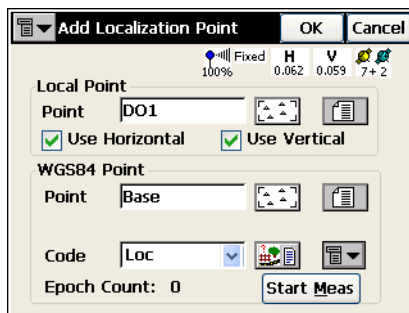 Add Localization Point OK Cancel
Fixed H V
100% 0.062 0.059 7+2
Local Point
Point DO1
Use Horizontal Use Vertical
WGS84 Point
Point Base
Code Loc
Epoch Count: 0 Start Meas